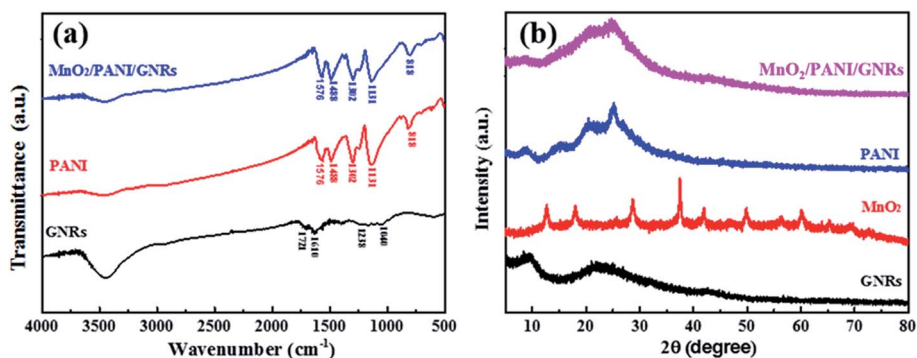 (a)
MnO₂/PANI/GNRs
1576
1488
1302
1131
818
PANI
1576
1488
1302
1131
818
GNRs
1721
1610
1238
1040
Transmittance (a.u.)
4000 3500 3000 2500 2000 1500 1000 500
Wavenumber (cm⁻¹)
(b)
MnO₂/PANI/GNRs
PANI
MnO₂
GNRs
Intensity (a.u.)
10 20 30 40 50 60 70 80
2θ (degree)